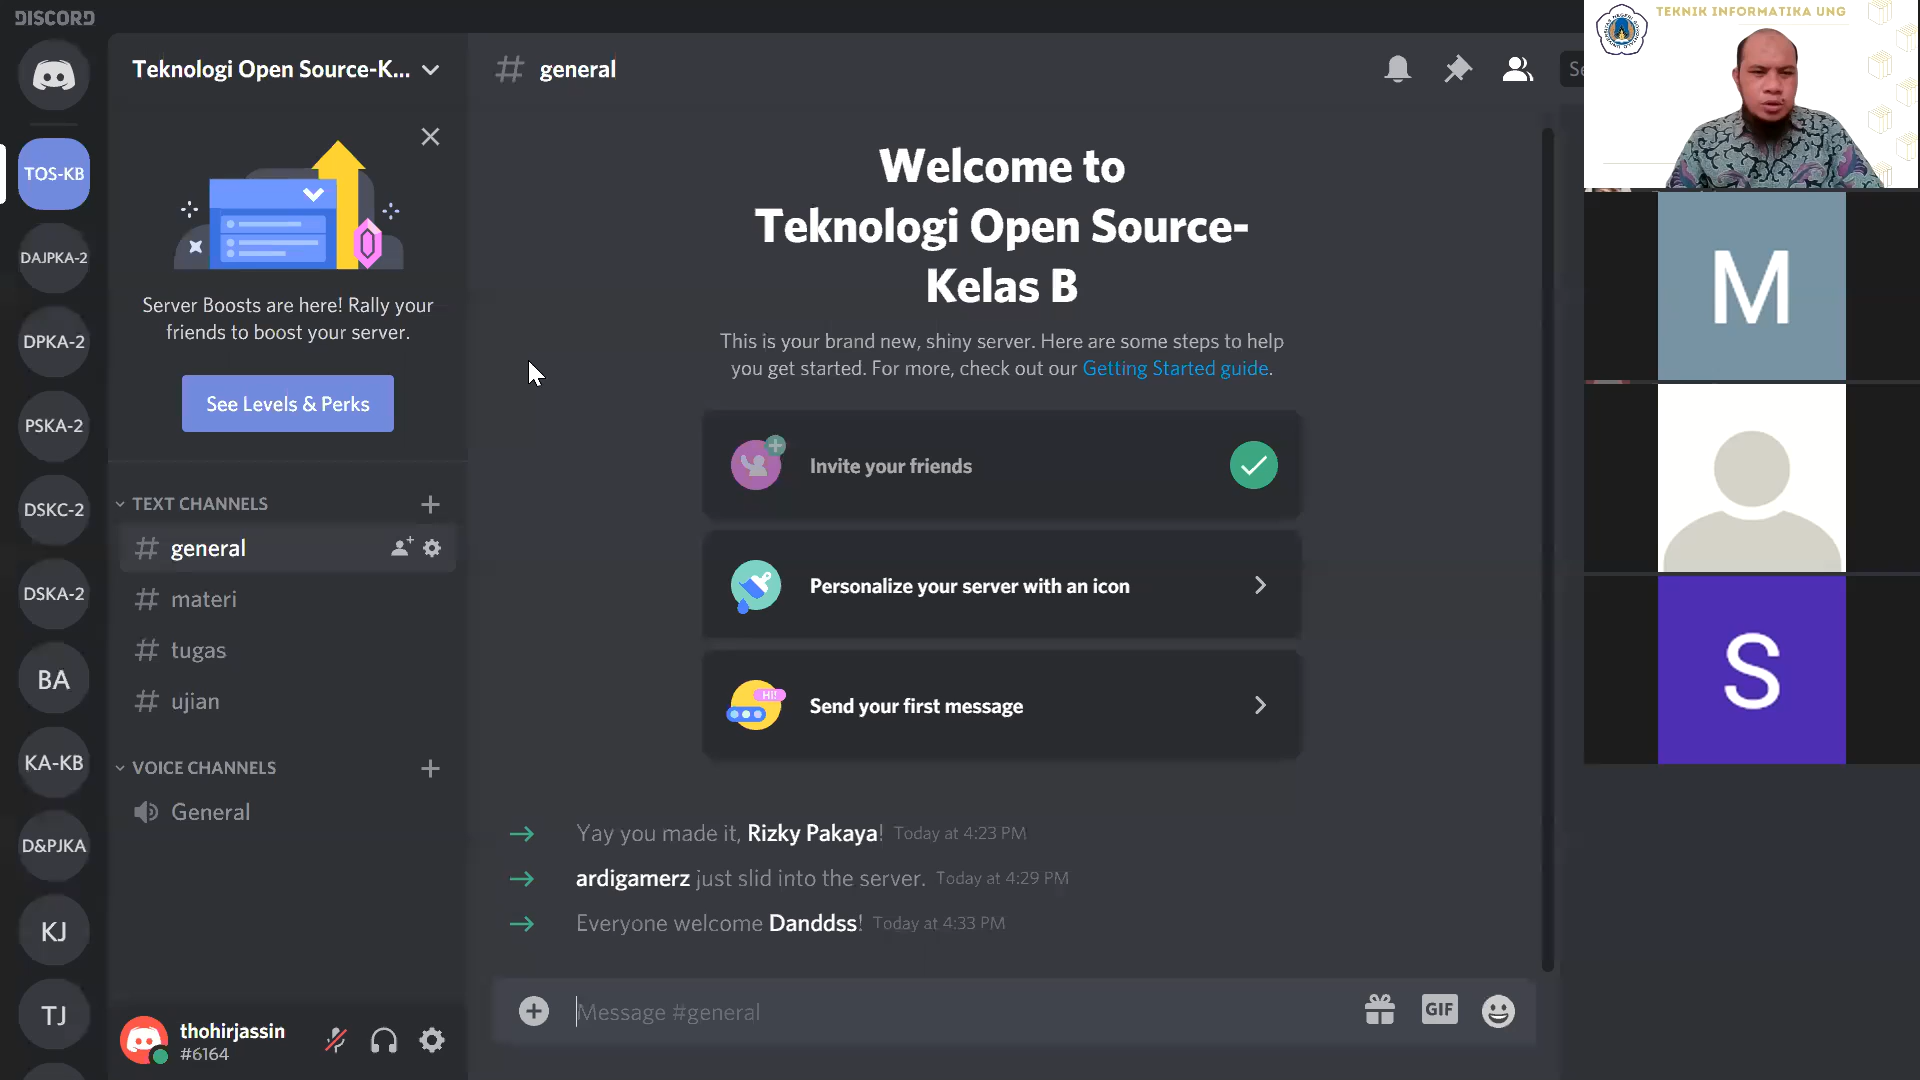 DISCORD
TOS-KB
DAJPKA-2
DPKA-2
PSKA-2
DSKC-2
DSKA-2
BA
KA-KB
D&PJKA
KJ
TJ
Teknologi Open Source-K...
Server Boosts are here! Rally your
friends to boost your server.
See Levels & Perks
TEXT CHANNELS
general
materi
tugas
ujian
VOICE CHANNELS
General
thohirjassin
#6164
general
Welcome to
Teknologi Open Source-
Kelas B
This is your brand new, shiny server. Here are some steps to help
you get started. For more, check out our Getting Started guide.
Invite your friends
Personalize your server with an icon
Hi!
Send your first message
Yay you made it, Rizky Pakaya! Today at 4:23 PM
ardigamerz just slid into the server. Today at 4:29 PM
Everyone welcome Danddss! Today at 4:33 PM
Message #general
GIF
TEKNIK INFORMATIKA UNG
M
S